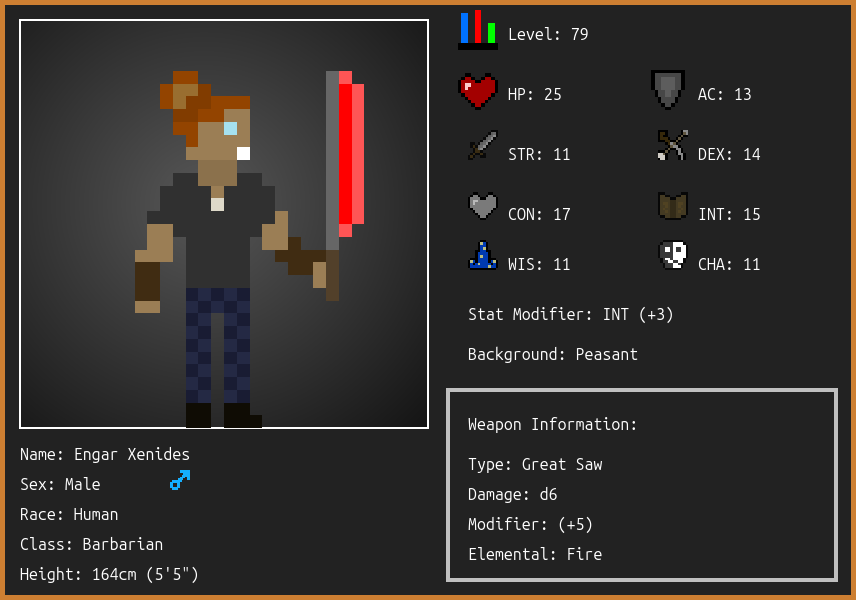 Level: 79
HP: 25
AC: 13
STR: 11
DEX: 14
CON: 17
INT: 15
WIS: 11
CHA: 11
Stat Modifier: INT (+3)
Background: Peasant
Weapon Information:
Type: Great Saw
Damage: d6
Modifier: (+5)
Elemental: Fire
Name: Engar Xenides
Sex: Male
Race: Human
Class: Barbarian
Height: 164cm (5'5")